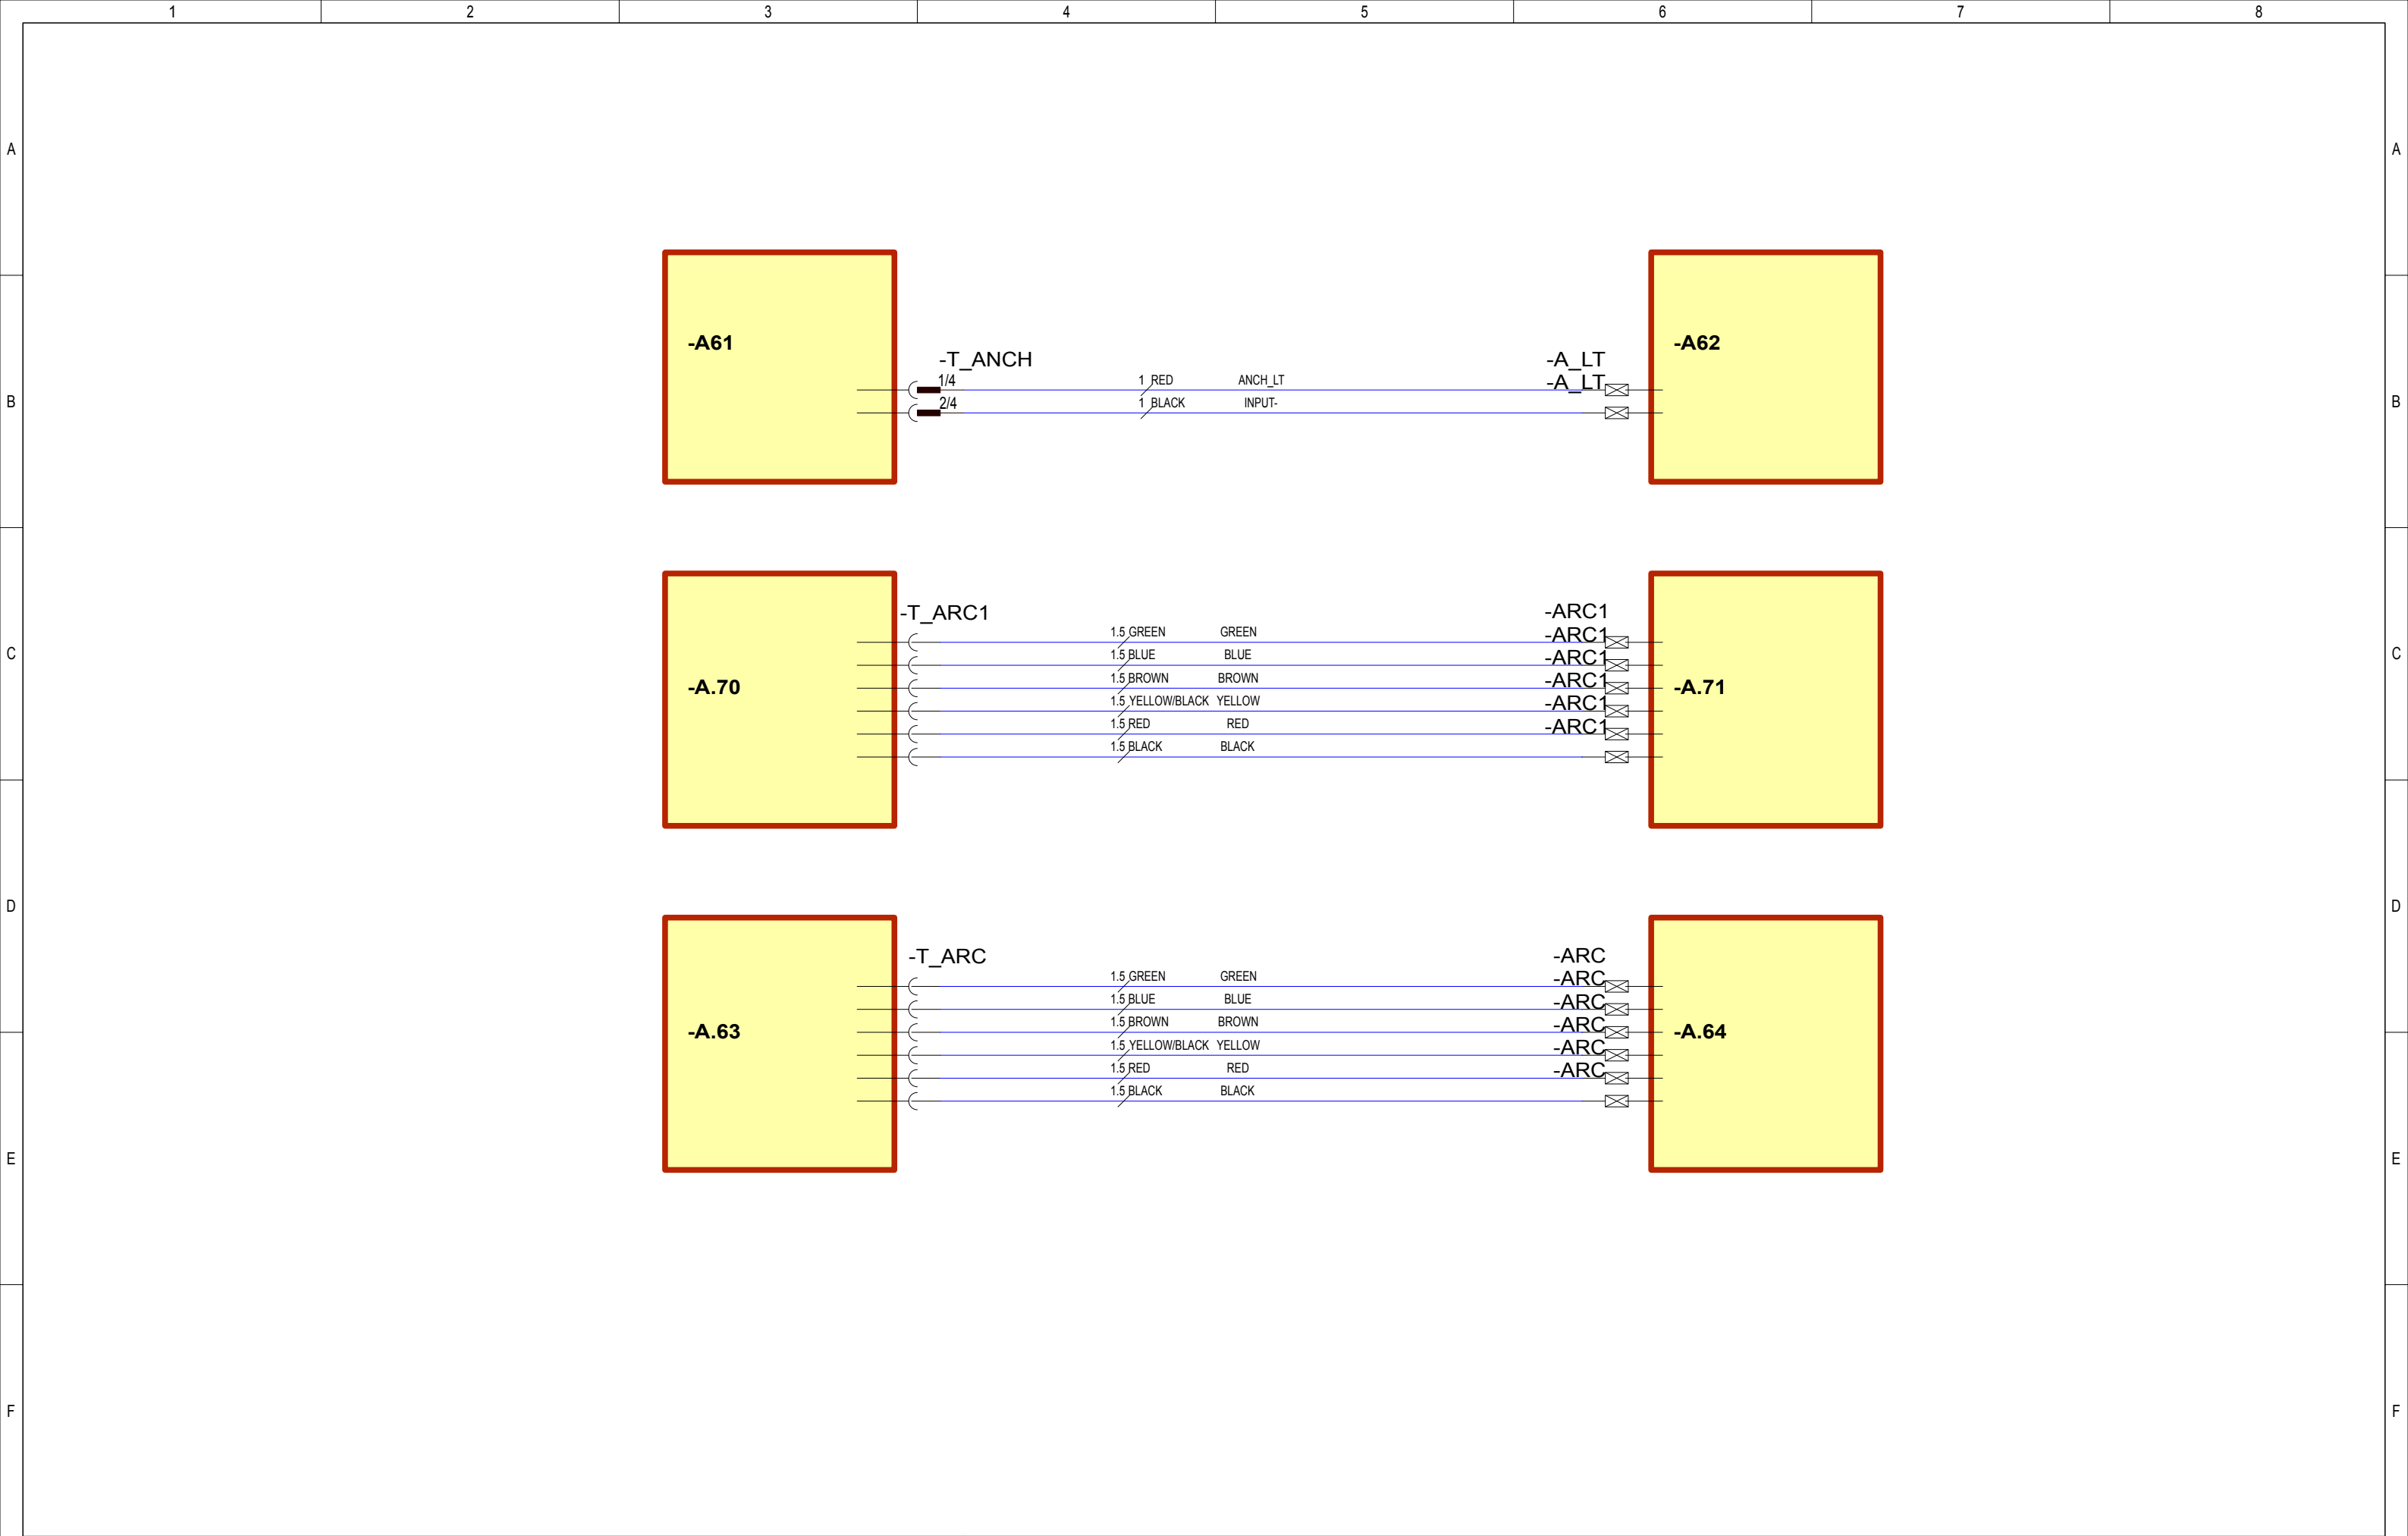 1 2 3 4 5 6 7 8
A A
-A61 -A62
-T_ANCH -A_LT
1/4 1 RED ANCH_LT -A_LT
2/4 1 BLACK INPUT-
B B
-T_ARC1 -ARC1
1.5 GREEN GREEN -ARC1
C C
1.5 BLUE BLUE -ARC1
1.5 BROWN BROWN -ARC1
-A.70 -A.71
1.5 YELLOW/BLACK YELLOW -ARC1
1.5 RED RED -ARC1
1.5 BLACK BLACK
D D
-T_ARC -ARC
1.5 GREEN GREEN -ARC
1.5 BLUE BLUE -ARC
1.5 BROWN BROWN -ARC
-A.63 -A.64
1.5 YELLOW/BLACK YELLOW -ARC
1.5 RED RED -ARC
1.5 BLACK BLACK
E E
F F